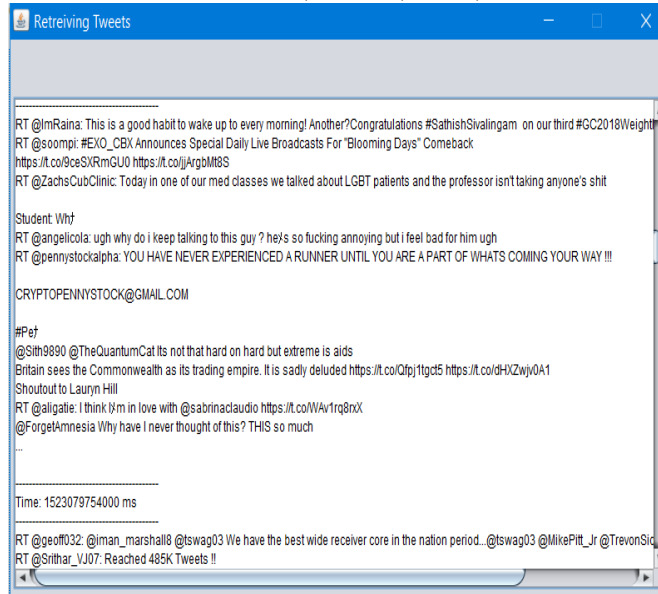 Retreiving Tweets
-------------------------------------------
RT @ImRaina: This is a good habit to wake up to every morning! Another?Congratulations #SathishSivalingam  on our third #GC2018Weightl
RT @soompi: #EXO_CBX Announces Special Daily Live Broadcasts For "Blooming Days" Comeback
https://t.co/9ceSXRmGU0 https://t.co/jjArgbMt8S
RT @ZachsCubClinic: Today in one of our med classes we talked about LGBT patients and the professor isn't taking anyone's shit
Student: Wh
RT @angelicola: ugh why do i keep talking to this guy ? he's so fucking annoying but i feel bad for him ugh
RT @pennystockalpha: YOU HAVE NEVER EXPERIENCED A RUNNER UNTIL YOU ARE A PART OF WHATS COMING YOUR WAY !!!
CRYPTOPENNYSTOCK@GMAIL.COM
#Pe
@Sith9890 @TheQuantumCat Its not that hard on hard but extreme is aids
Britain sees the Commonwealth as its trading empire. It is sadly deluded https://t.co/Qfpj1tgct5 https://t.co/dHXZwjv0A1
Shoutout to Lauryn Hill
RT @aligatie: I think I'm in love with @sabrinaclaudio https://t.co/WAv1rq8rxX
@ForgetAmnesia Why have I never thought of this? THIS so much
...
-------------------------------------------
Time: 1523079754000 ms
-------------------------------------------
RT @geoff032: @iman_marshall8 @tswag03 We have the best wide receiver core in the nation period...@tswag03 @MikePitt_Jr @TrevonSid
RT @Srithar_VJ07: Reached 485K Tweets !!